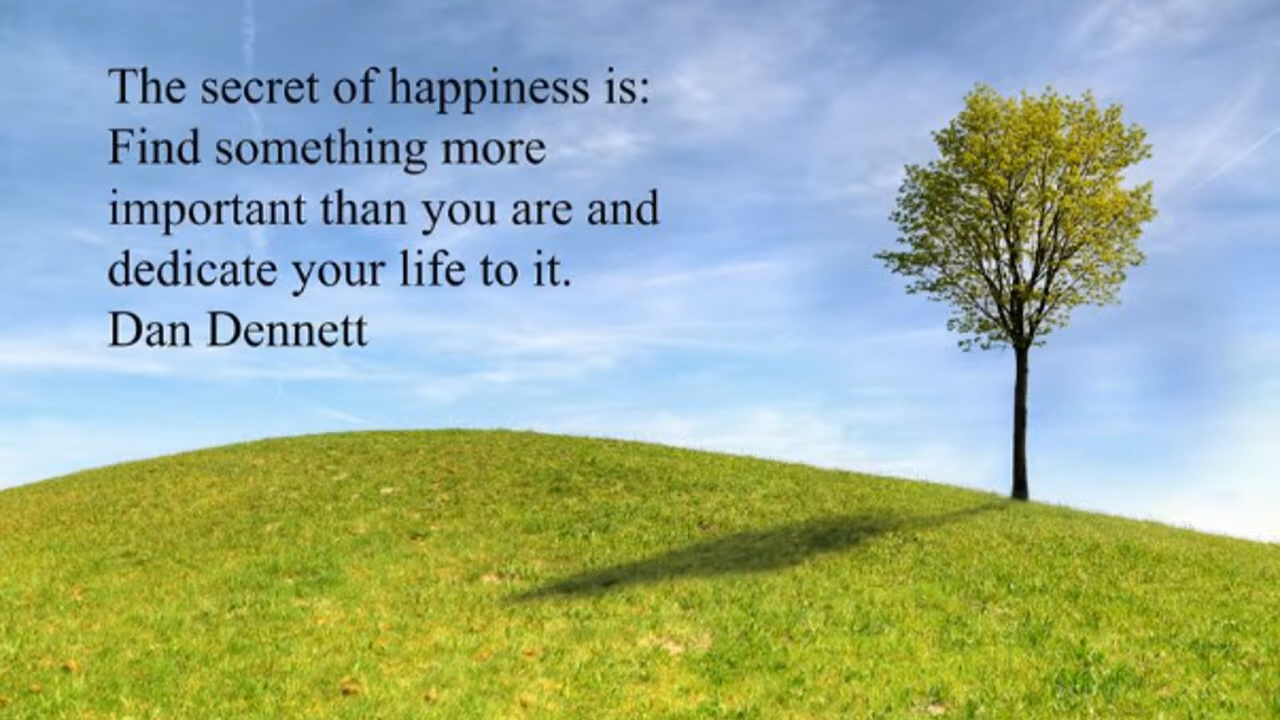 The secret of happiness is:
Find something more
important than you are and
dedicate your life to it.
Dan Dennett